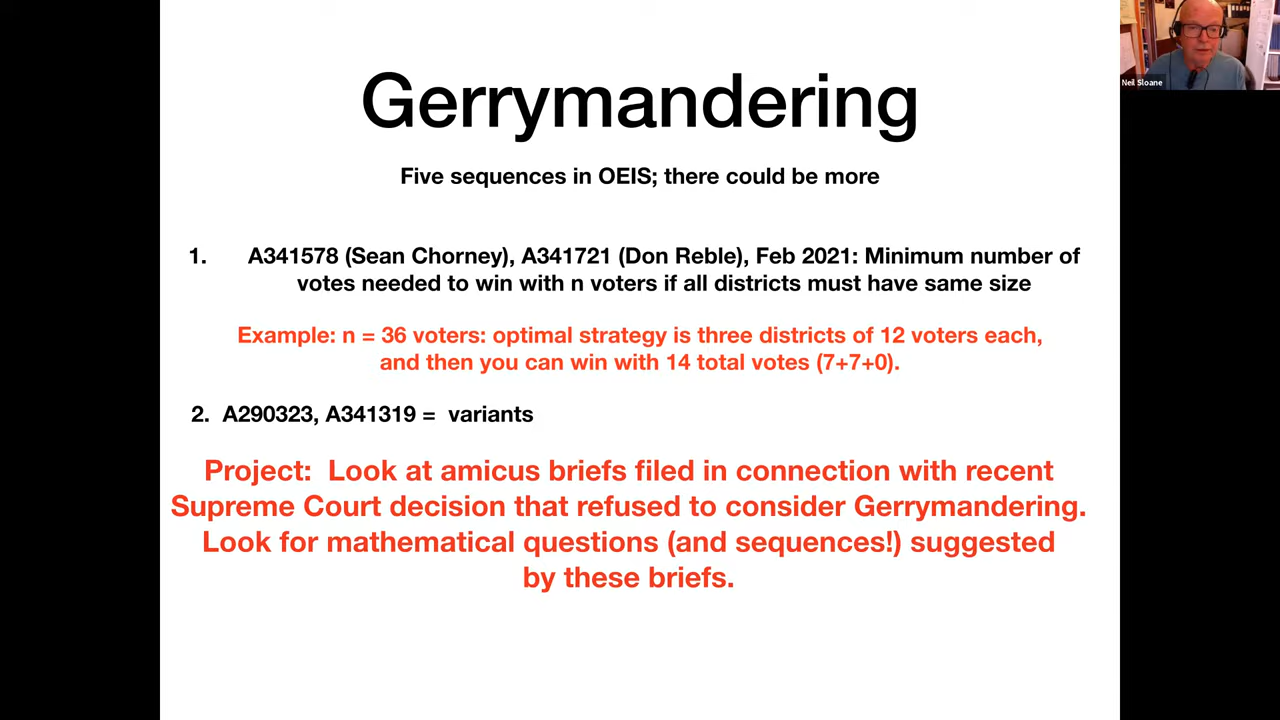 Gerrymandering
Neil Sloane
Five sequences in OEIS; there could be more
1. A341578 (Sean Chorney), A341721 (Don Reble), Feb 2021: Minimum number of
votes needed to win with n voters if all districts must have same size
Example: n = 36 voters: optimal strategy is three districts of 12 voters each,
and then you can win with 14 total votes (7+7+0).
2. A290323, A341319 = variants
Project: Look at amicus briefs filed in connection with recent
Supreme Court decision that refused to consider Gerrymandering.
Look for mathematical questions (and sequences!) suggested
by these briefs.